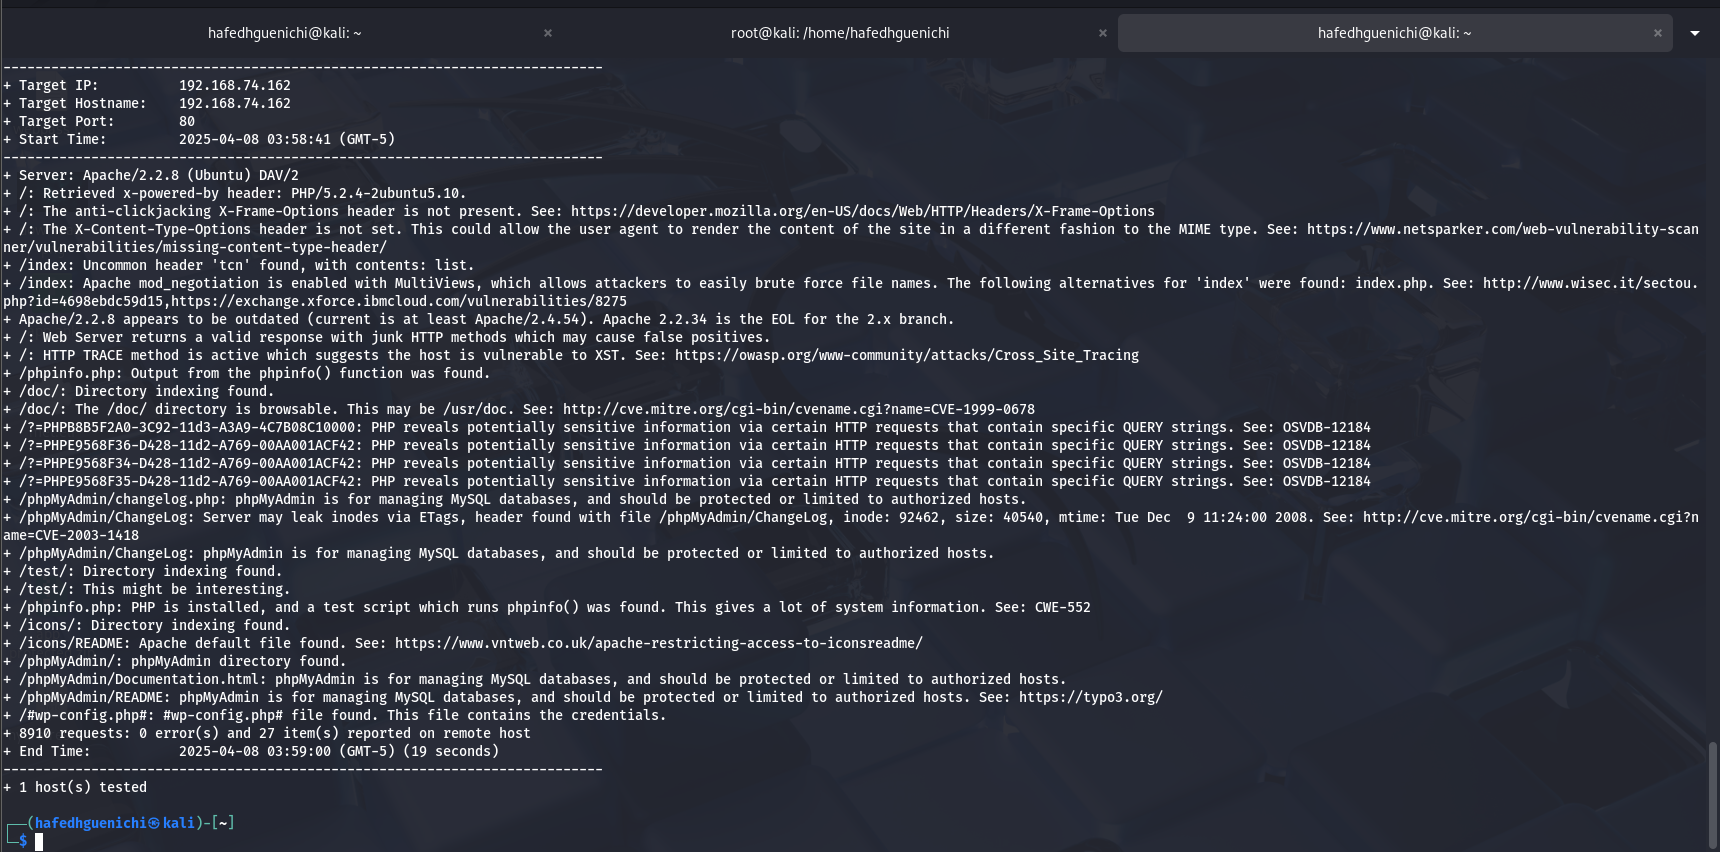 hafedhguenichi@kali: ~ × root@kali: /home/hafedhguenichi × hafedhguenichi@kali: ~ ×
---------------------------------------------------------------------------
+ Target IP:          192.168.74.162
+ Target Hostname:    192.168.74.162
+ Target Port:        80
+ Start Time:         2025-04-08 03:58:41 (GMT-5)
---------------------------------------------------------------------------
+ Server: Apache/2.2.8 (Ubuntu) DAV/2
+ /: Retrieved x-powered-by header: PHP/5.2.4-2ubuntu5.10.
+ /: The anti-clickjacking X-Frame-Options header is not present. See: https://developer.mozilla.org/en-US/docs/Web/HTTP/Headers/X-Frame-Options
+ /: The X-Content-Type-Options header is not set. This could allow the user agent to render the content of the site in a different fashion to the MIME type. See: https://www.netsparker.com/web-vulnerability-scan
ner/vulnerabilities/missing-content-type-header/
+ /index: Uncommon header 'tcn' found, with contents: list.
+ /index: Apache mod_negotiation is enabled with MultiViews, which allows attackers to easily brute force file names. The following alternatives for 'index' were found: index.php. See: http://www.wisec.it/sectou.
php?id=4698ebdc59d15,https://exchange.xforce.ibmcloud.com/vulnerabilities/8275
+ Apache/2.2.8 appears to be outdated (current is at least Apache/2.4.54). Apache 2.2.34 is the EOL for the 2.x branch.
+ /: Web Server returns a valid response with junk HTTP methods which may cause false positives.
+ /: HTTP TRACE method is active which suggests the host is vulnerable to XST. See: https://owasp.org/www-community/attacks/Cross_Site_Tracing
+ /phpinfo.php: Output from the phpinfo() function was found.
+ /doc/: Directory indexing found.
+ /doc/: The /doc/ directory is browsable. This may be /usr/doc. See: http://cve.mitre.org/cgi-bin/cvename.cgi?name=CVE-1999-0678
+ /?=PHPB8B5F2A0-3C92-11d3-A3A9-4C7B08C10000: PHP reveals potentially sensitive information via certain HTTP requests that contain specific QUERY strings. See: OSVDB-12184
+ /?=PHPE9568F36-D428-11d2-A769-00AA001ACF42: PHP reveals potentially sensitive information via certain HTTP requests that contain specific QUERY strings. See: OSVDB-12184
+ /?=PHPE9568F34-D428-11d2-A769-00AA001ACF42: PHP reveals potentially sensitive information via certain HTTP requests that contain specific QUERY strings. See: OSVDB-12184
+ /?=PHPE9568F35-D428-11d2-A769-00AA001ACF42: PHP reveals potentially sensitive information via certain HTTP requests that contain specific QUERY strings. See: OSVDB-12184
+ /phpMyAdmin/changelog.php: phpMyAdmin is for managing MySQL databases, and should be protected or limited to authorized hosts.
+ /phpMyAdmin/ChangeLog: Server may leak inodes via ETags, header found with file /phpMyAdmin/ChangeLog, inode: 92462, size: 40540, mtime: Tue Dec  9 11:24:00 2008. See: http://cve.mitre.org/cgi-bin/cvename.cgi?n
ame=CVE-2003-1418
+ /phpMyAdmin/ChangeLog: phpMyAdmin is for managing MySQL databases, and should be protected or limited to authorized hosts.
+ /test/: Directory indexing found.
+ /test/: This might be interesting.
+ /phpinfo.php: PHP is installed, and a test script which runs phpinfo() was found. This gives a lot of system information. See: CWE-552
+ /icons/: Directory indexing found.
+ /icons/README: Apache default file found. See: https://www.vntweb.co.uk/apache-restricting-access-to-iconsreadme/
+ /phpMyAdmin/: phpMyAdmin directory found.
+ /phpMyAdmin/Documentation.html: phpMyAdmin is for managing MySQL databases, and should be protected or limited to authorized hosts.
+ /phpMyAdmin/README: phpMyAdmin is for managing MySQL databases, and should be protected or limited to authorized hosts. See: https://typo3.org/
+ /#wp-config.php#: #wp-config.php# file found. This file contains the credentials.
+ 8910 requests: 0 error(s) and 27 item(s) reported on remote host
+ End Time:           2025-04-08 03:59:00 (GMT-5) (19 seconds)
---------------------------------------------------------------------------
+ 1 host(s) tested
┌──(hafedhguenichi㉿kali)-[~]
└─$